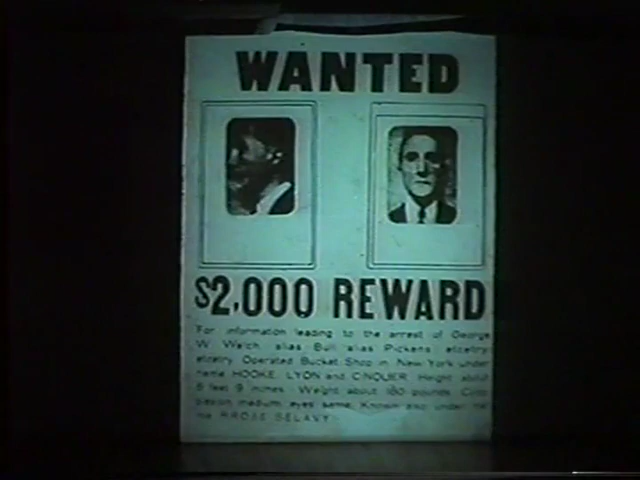 WANTED
$2,000 REWARD
For information leading to the arrest of George
W. Welch, alias Bull, alias Pickens, etcetry,
etcetry. Operated Bucket Shop in New York under
name HOOKE, LYON and CINQUER. Height about
5 feet 9 inches. Weight about 180 pounds. Com-
plexion medium, eyes same. Known also under
RROSE SELAVY